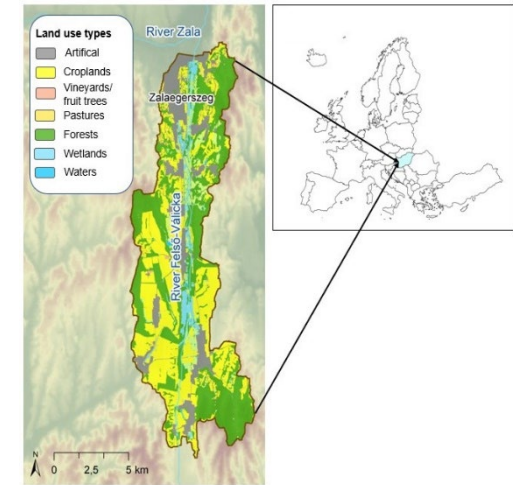 River Zala
Land use types
Artifical
Croplands
Vineyards/
fruit trees
Pastures
Forests
Wetlands
Waters
Zalaegerszeg
River Felső-Válicka
N
0 2,5 5 km